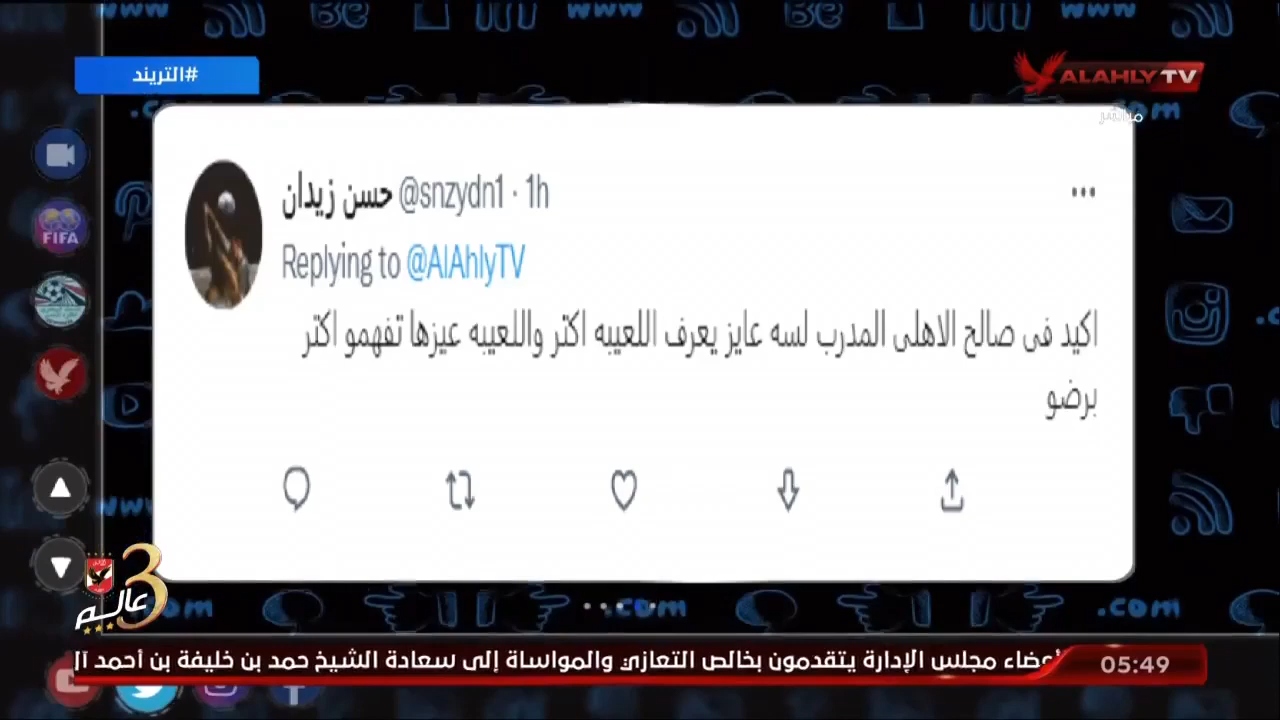 #التريند
ALAHLY TV
مباشر
FIFA
حسن زيدان @snzydn1 · 1h
Replying to @AlAhlyTV
اكيد فى صالح الاهلى المدرب لسه عايز يعرف اللعيبه اكتر واللعيبه عيزها تفهمو اكتر
برضو
3
عالم
أعضاء مجلس الإدارة يتقدمون بخالص التعازي والمواساة إلى سعادة الشيخ حمد بن خليفة بن أحمد آل
05:49